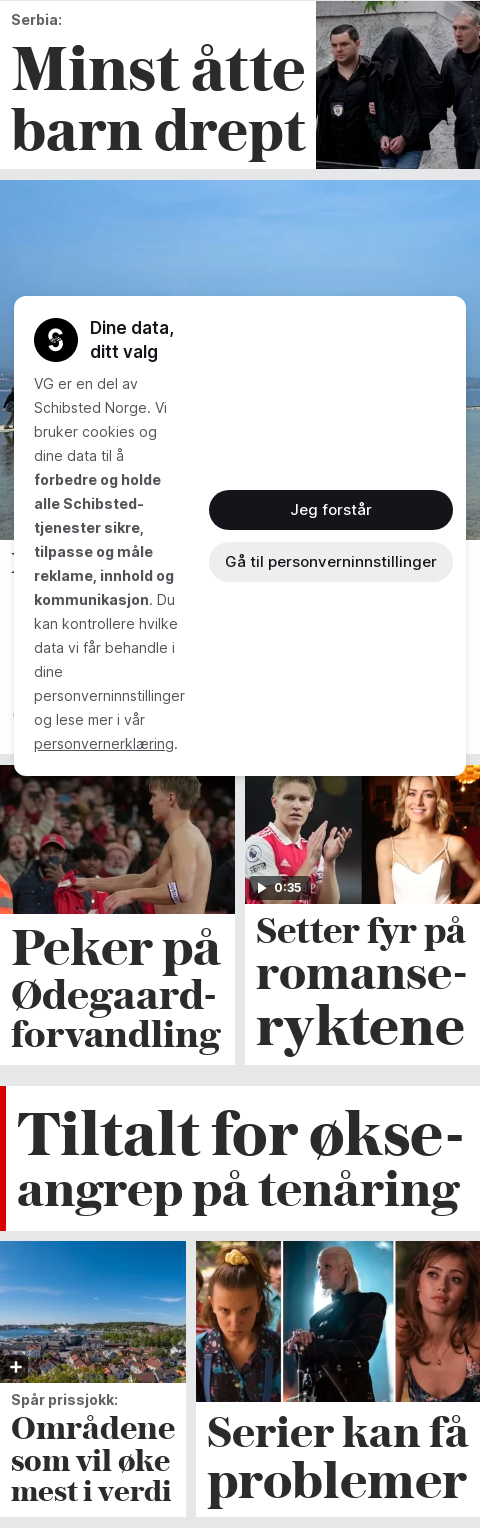 Serbia:
Minst åtte
barn drept
Dine data,
ditt valg
VG er en del av
Schibsted Norge. Vi
bruker cookies og
dine data til å
forbedre og holde
alle Schibsted-
tjenester sikre,
tilpasse og måle
reklame, innhold og
kommunikasjon. Du
kan kontrollere hvilke
data vi får behandle i
dine
personverninnstillinger
og lese mer i vår
personvernerklæring.
Jeg forstår
Gå til personverninnstillinger
Peker på
Ødegaard-
forvandling
0:35
Setter fyr på
romanse-
ryktene
Tiltalt for økse-
angrep på tenåring
Spår prissjokk:
Områdene
som vil øke
mest i verdi
Serier kan få
problemer